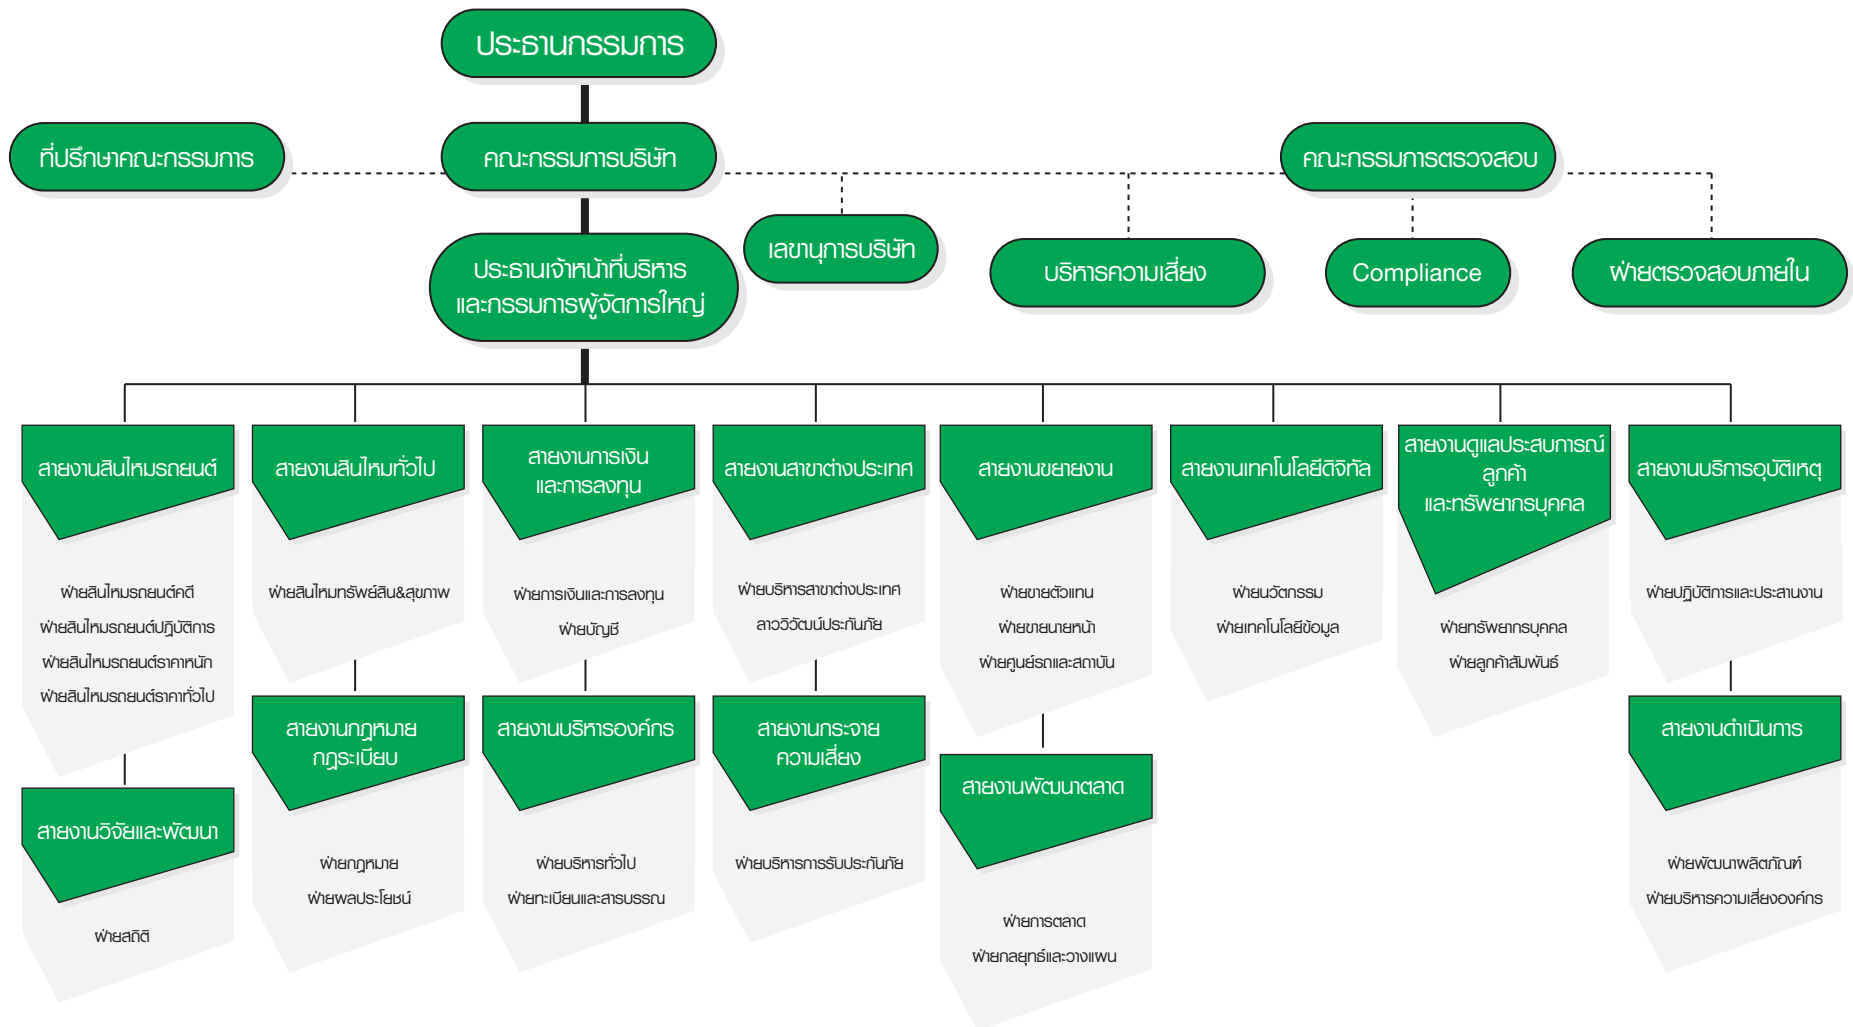 ประธานกรรมการ
ที่ปรึกษาคณะกรรมการ
คณะกรรมการบริษัท
คณะกรรมการตรวจสอบ
ประธานเจ้าหน้าที่บริหาร
และกรรมการผู้จัดการใหญ่
เลขานุการบริษัท
บริหารความเสี่ยง
Compliance
ฝ่ายตรวจสอบภายใน
สายงานสินไหมรถยนต์
ฝ่ายสินไหมรถยนต์คดี
ฝ่ายสินไหมรถยนต์ปฏิบัติการ
ฝ่ายสินไหมรถยนต์ราคาหนัก
ฝ่ายสินไหมรถยนต์ราคาทั่วไป
สายงานวิจัยและพัฒนา
ฝ่ายสถิติ
สายงานสินไหมทั่วไป
ฝ่ายสินไหมทรัพย์สิน&สุขภาพ
สายงานกฎหมาย
กฎระเบียบ
ฝ่ายกฎหมาย
ฝ่ายผลประโยชน์
สายงานการเงิน
และการลงทุน
ฝ่ายการเงินและการลงทุน
ฝ่ายบัญชี
สายงานบริหารองค์กร
ฝ่ายบริหารทั่วไป
ฝ่ายทะเบียนและสารบรรณ
สายงานสาขาต่างประเทศ
ฝ่ายบริหารสาขาต่างประเทศ
ลาววิวัฒน์ประกันภัย
สายงานกระจาย
ความเสี่ยง
ฝ่ายบริหารการรับประกันภัย
สายงานขยายงาน
ฝ่ายขายตัวแทน
ฝ่ายขายนายหน้า
ฝ่ายศูนย์รถและสถาบัน
สายงานพัฒนาตลาด
ฝ่ายการตลาด
ฝ่ายกลยุทธ์และวางแผน
สายงานเทคโนโลยีดิจิทัล
ฝ่ายนวัตกรรม
ฝ่ายเทคโนโลยีข้อมูล
สายงานดูแลประสบการณ์
ลูกค้า
และทรัพยากรบุคคล
ฝ่ายทรัพยากรบุคคล
ฝ่ายลูกค้าสัมพันธ์
สายงานบริการอุบัติเหตุ
ฝ่ายปฏิบัติการและประสานงาน
สายงานดำเนินการ
ฝ่ายพัฒนาผลิตภัณฑ์
ฝ่ายบริหารความเสี่ยงองค์กร